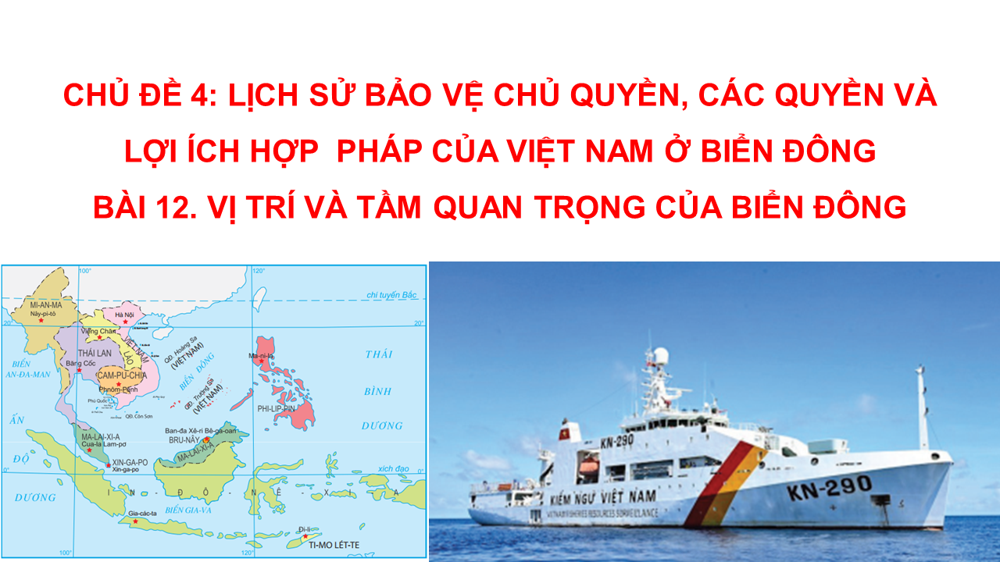 CHỦ ĐỀ 4: LỊCH SỬ BẢO VỆ CHỦ QUYỀN, CÁC QUYỀN VÀ
LỢI ÍCH HỢP PHÁP CỦA VIỆT NAM Ở BIỂN ĐÔNG
BÀI 12. VỊ TRÍ VÀ TẦM QUAN TRỌNG CỦA BIỂN ĐÔNG
100°
120°
chí tuyến Bắc
MI-AN-MA
Nây-pi-tô
Hà Nội
20°
20°
Viêng Chăn
VIỆT NAM
LÀO
THÁI LAN
Băng Cốc
QĐ. Hoàng Sa
(VIỆT NAM)
BIỂN ĐÔNG
Ma-ni-la
THÁI
BÌNH
DƯƠNG
BIỂN
AN-ĐA-MAN
CAM-PU-CHIA
Phnôm-Pênh
Phú Quốc
QĐ. Côn Sơn
QĐ. Trường Sa
(VIỆT NAM)
PHI-LIP-PIN
ẤN
ĐỘ
DƯƠNG
Ban-đa Xê-ri Bê-ga-oan
BRU-NÂY
MA-LAI-XI-A
MA-LAI-XI-A
Cua-la Lam-pơ
XIN-GA-PO
Xin-ga-po
xích đạo
0°
0°
I N - Đ Ô - N Ê - X I A
BIỂN GIA-VA
Gia-các-ta
Đi-li
TI-MO LÉT-TE
100°
120°
KN-290
KIỂM NGƯ VIỆT NAM
VIETNAM FISHERIES RESOURCES SURVEILLANCE
KN-290